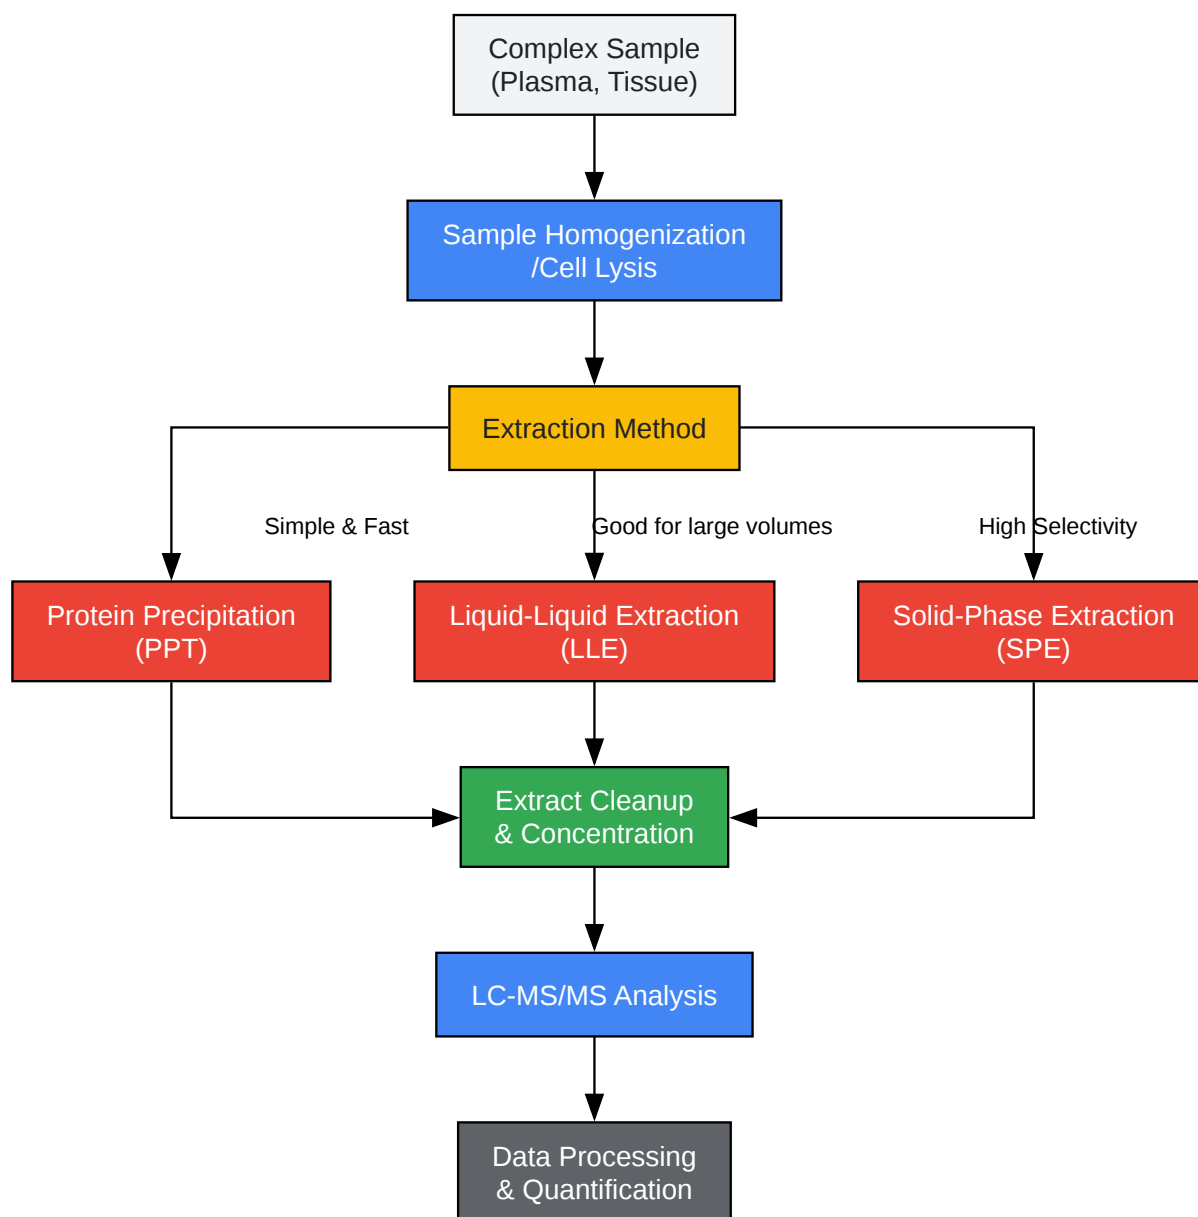 Complex Sample
(Plasma, Tissue)
Sample Homogenization
/Cell Lysis
Extraction Method
Simple & Fast
Good for large volumes
High Selectivity
Protein Precipitation
(PPT)
Liquid-Liquid Extraction
(LLE)
Solid-Phase Extraction
(SPE)
Extract Cleanup
& Concentration
LC-MS/MS Analysis
Data Processing
& Quantification